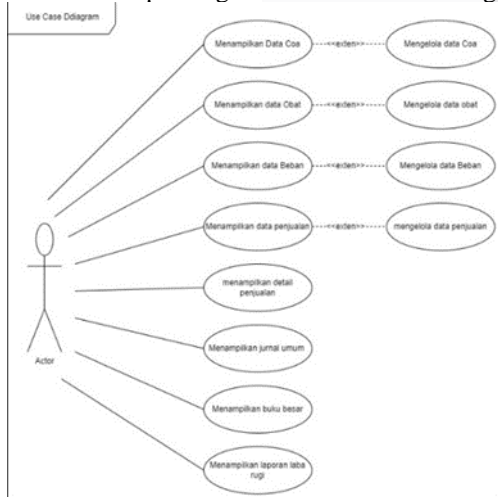 Use Case Ddiagram
Menampilkan Data Coa
<<exten>>
Mengelola data Coa
Menampilkan data Obat
<<exten>>
Mengelola data obat
Menampilkan data Beban
<<exten>>
Mengelola data Beban
Menampilkan data penjualan
<<exten>>
mengelola data penjualan
menampilkan detail
penjualan
Menampilkan jurnal umum
Actor
Menampilkan buku besar
Menampilkan laporan laba
rugi